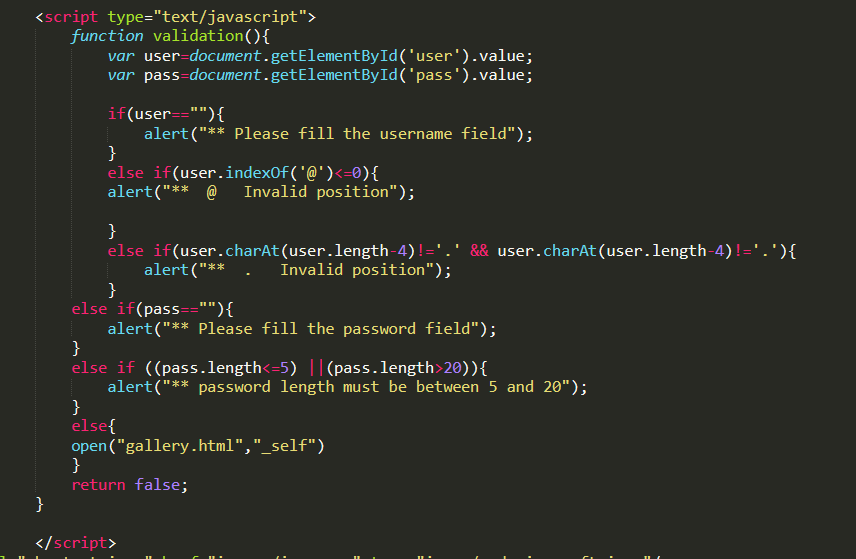 <script type="text/javascript">
function validation(){
var user=document.getElementById('user').value;
var pass=document.getElementById('pass').value;
if(user==""){
alert("** Please fill the username field");
}
else if(user.indexOf('@')<=0){
alert("**  @   Invalid position");
}
else if(user.charAt(user.length-4)!='.' && user.charAt(user.length-4)!='.'){
alert("**  .   Invalid position");
}
else if(pass==""){
alert("** Please fill the password field");
}
else if ((pass.length<=5) ||(pass.length>20)){
alert("** password length must be between 5 and 20");
}
else{
open("gallery.html","_self")
}
return false;
}
</script>